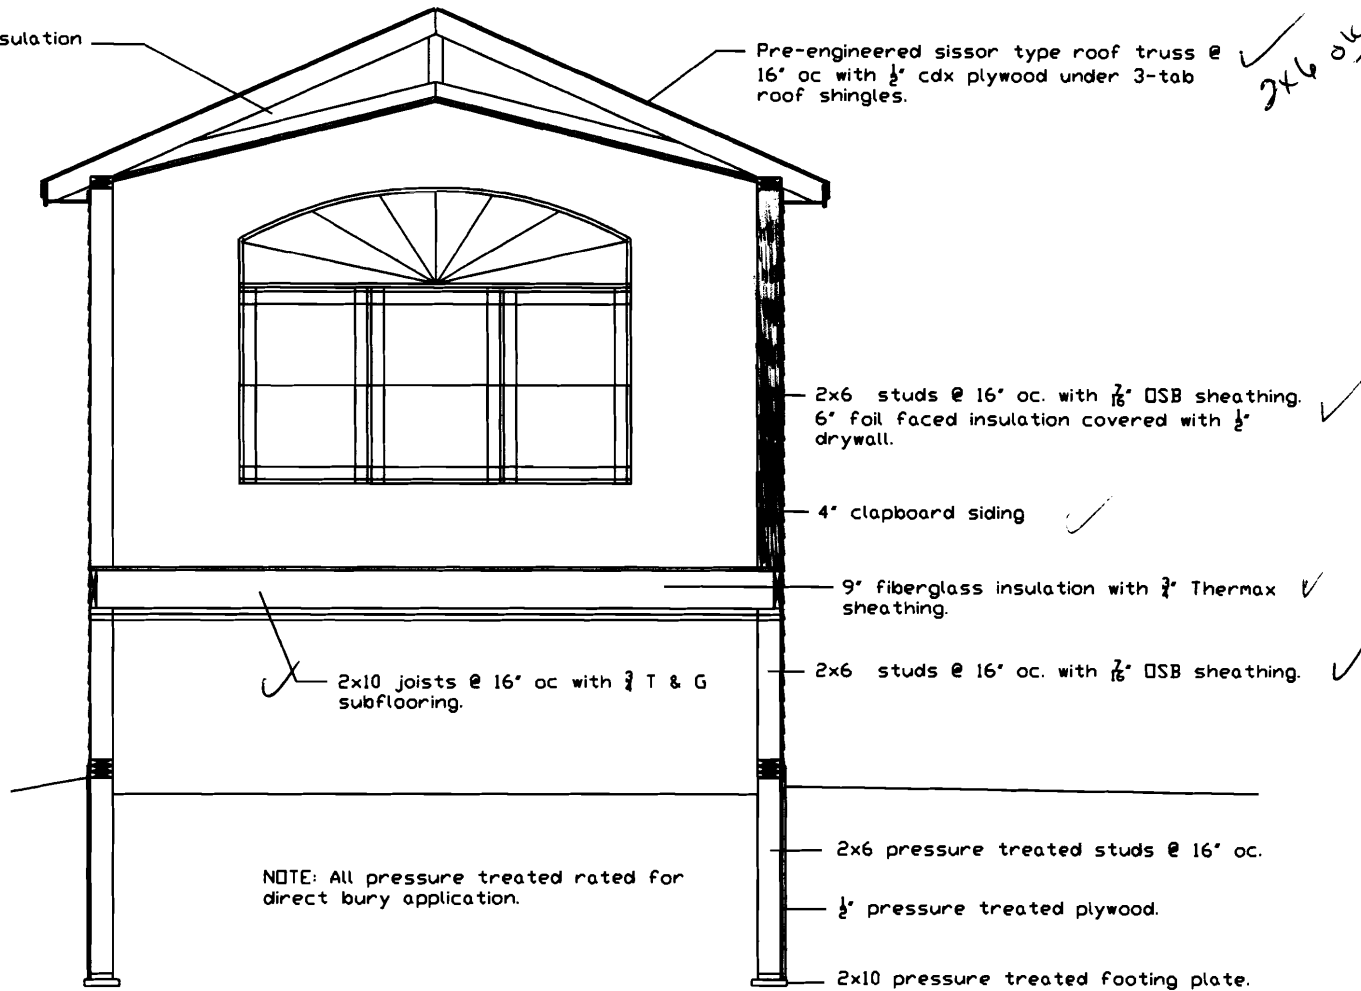 sulation
Pre-engineered sissor type roof truss @
16" oc with ½" cdx plywood under 3-tab
roof shingles.
2x6 ok
2x6 studs @ 16" oc. with 7/16" OSB sheathing.
6" foil faced insulation covered with ½"
drywall.
4" clapboard siding
9" fiberglass insulation with ¾" Thermax
sheathing.
2x6 studs @ 16" oc. with 7/16" OSB sheathing.
2x10 joists @ 16" oc with ¾ T & G
subflooring.
2x6 pressure treated studs @ 16" oc.
NOTE: All pressure treated rated for
direct bury application.
½" pressure treated plywood.
2x10 pressure treated footing plate.